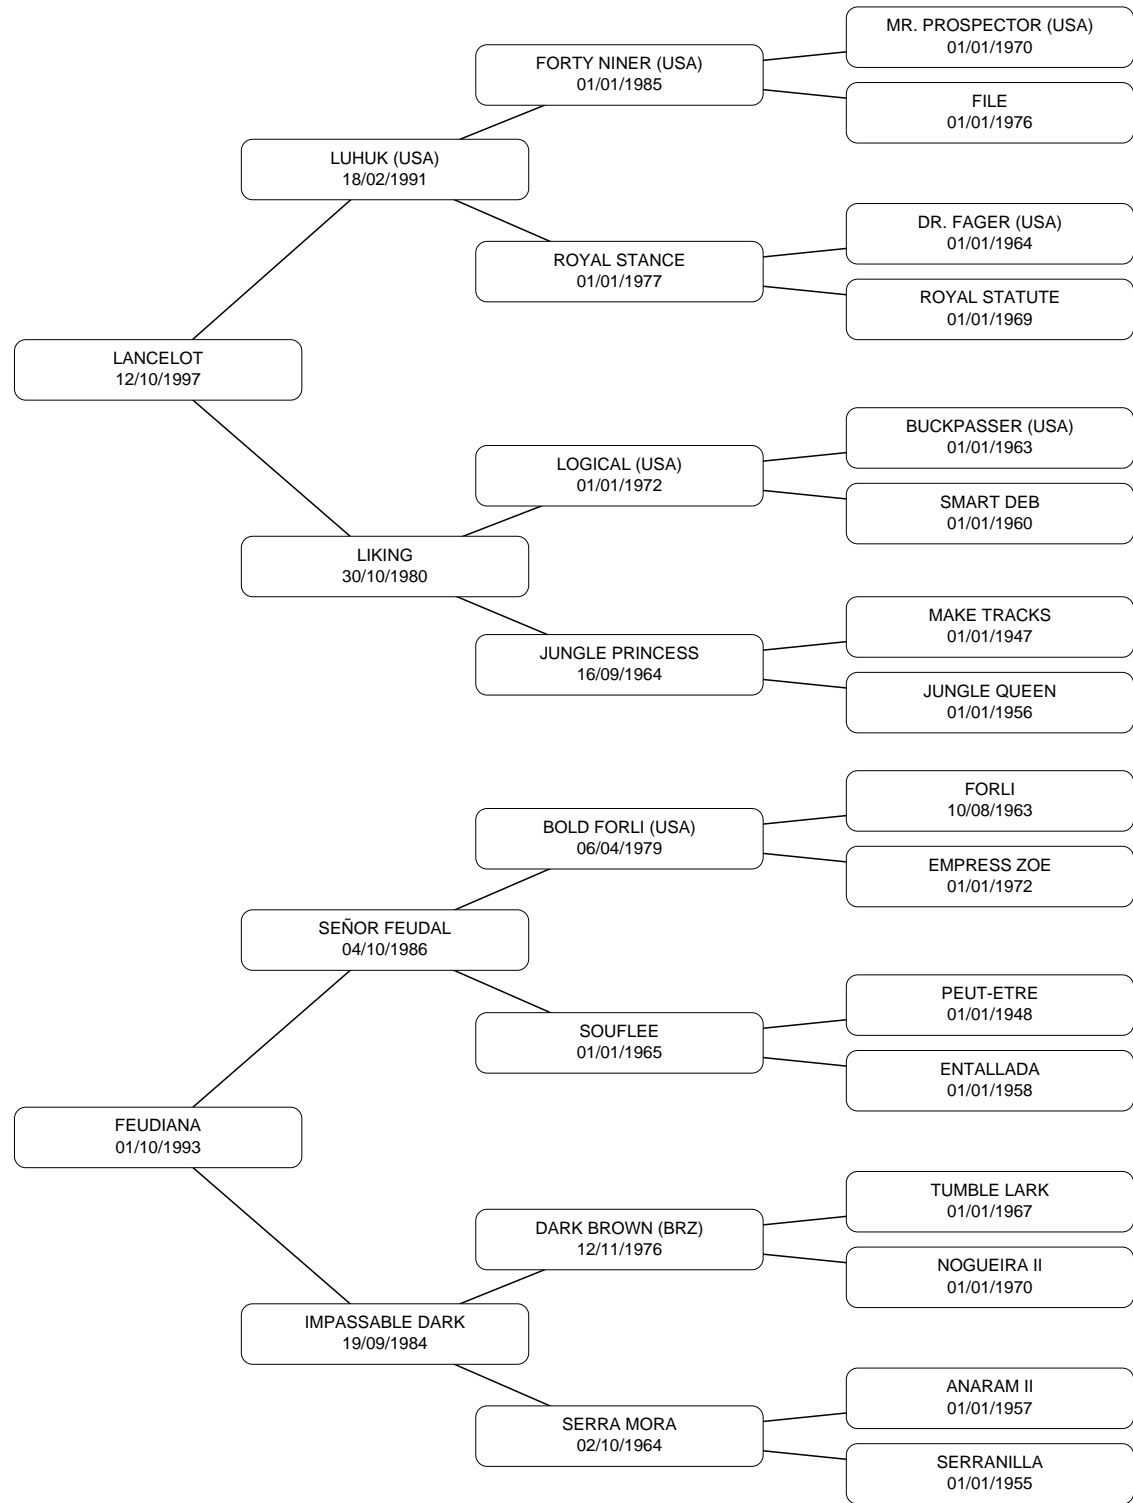 MR. PROSPECTOR (USA)
01/01/1970
FORTY NINER (USA)
01/01/1985
FILE
01/01/1976
LUHUK (USA)
18/02/1991
DR. FAGER (USA)
01/01/1964
ROYAL STANCE
01/01/1977
ROYAL STATUTE
01/01/1969
LANCELOT
12/10/1997
BUCKPASSER (USA)
01/01/1963
LOGICAL (USA)
01/01/1972
SMART DEB
01/01/1960
LIKING
30/10/1980
MAKE TRACKS
01/01/1947
JUNGLE PRINCESS
16/09/1964
JUNGLE QUEEN
01/01/1956
FORLI
10/08/1963
BOLD FORLI (USA)
06/04/1979
EMPRESS ZOE
01/01/1972
SEÑOR FEUDAL
04/10/1986
PEUT-ETRE
01/01/1948
SOUFLEE
01/01/1965
ENTALLADA
01/01/1958
FEUDIANA
01/10/1993
TUMBLE LARK
01/01/1967
DARK BROWN (BRZ)
12/11/1976
NOGUEIRA II
01/01/1970
IMPASSABLE DARK
19/09/1984
ANARAM II
01/01/1957
SERRA MORA
02/10/1964
SERRANILLA
01/01/1955